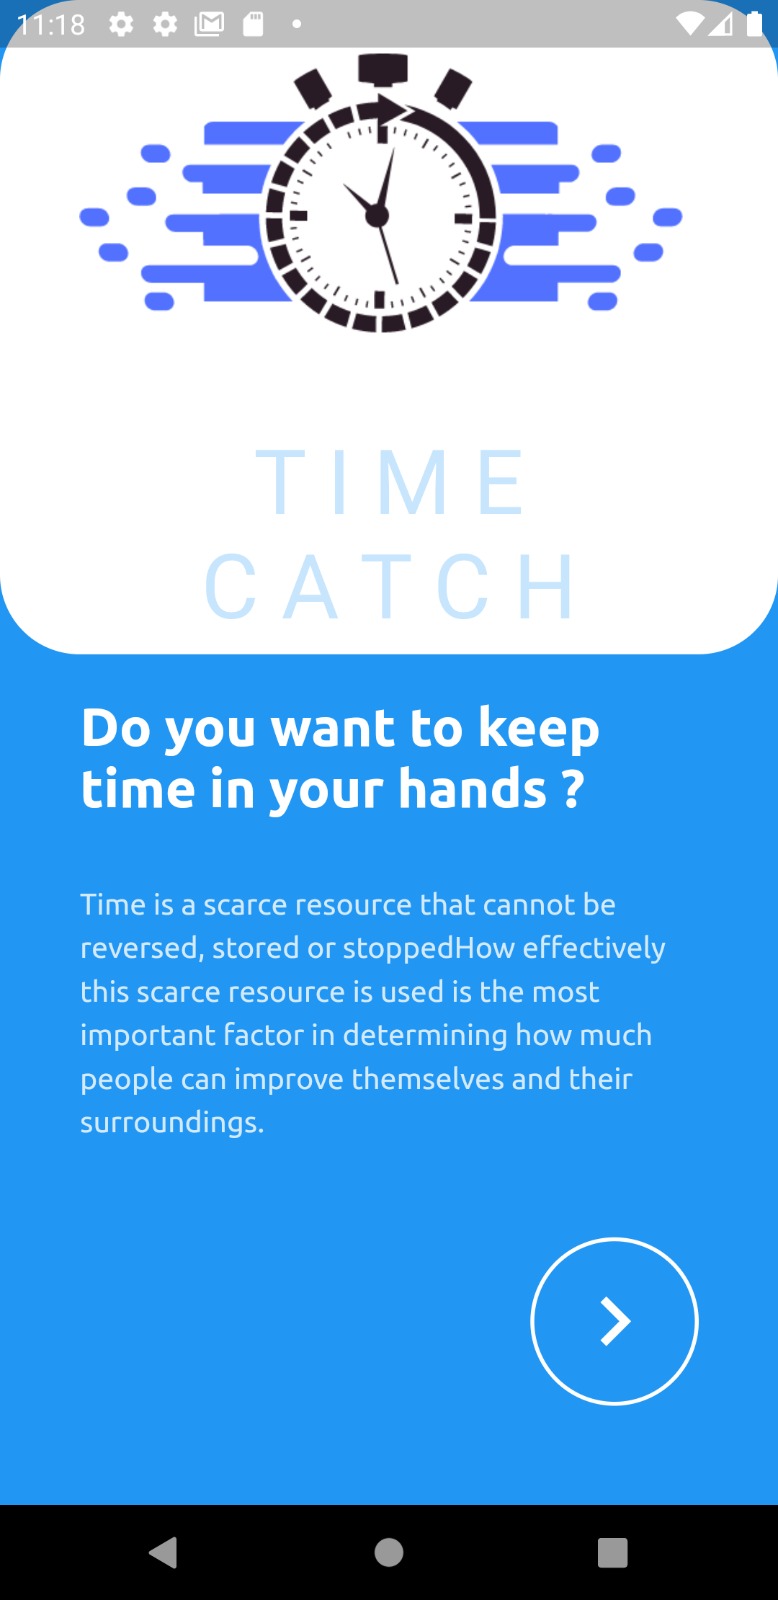 11:18
TIME
CATCH
Do you want to keep
time in your hands ?
Time is a scarce resource that cannot be
reversed, stored or stoppedHow effectively
this scarce resource is used is the most
important factor in determining how much
people can improve themselves and their
surroundings.